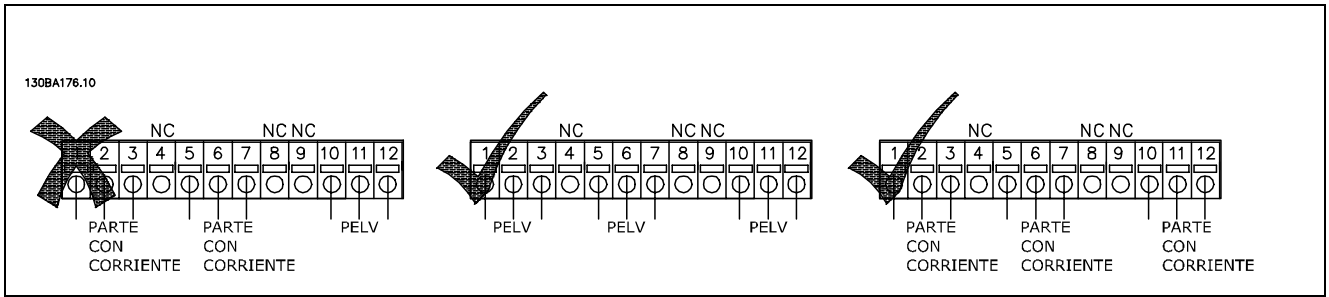 130BA176.10
NC NC NC
2 3 4 5 6 7 8 9 10 11 12
PARTE
CON
CORRIENTE
PARTE
CON
CORRIENTE
PELV
NC NC NC
1 2 3 4 5 6 7 8 9 10 11 12
PELV PELV PELV
NC NC NC
1 2 3 4 5 6 7 8 9 10 11 12
PARTE
CON
CORRIENTE
PARTE
CON
CORRIENTE
PARTE
CON
CORRIENTE